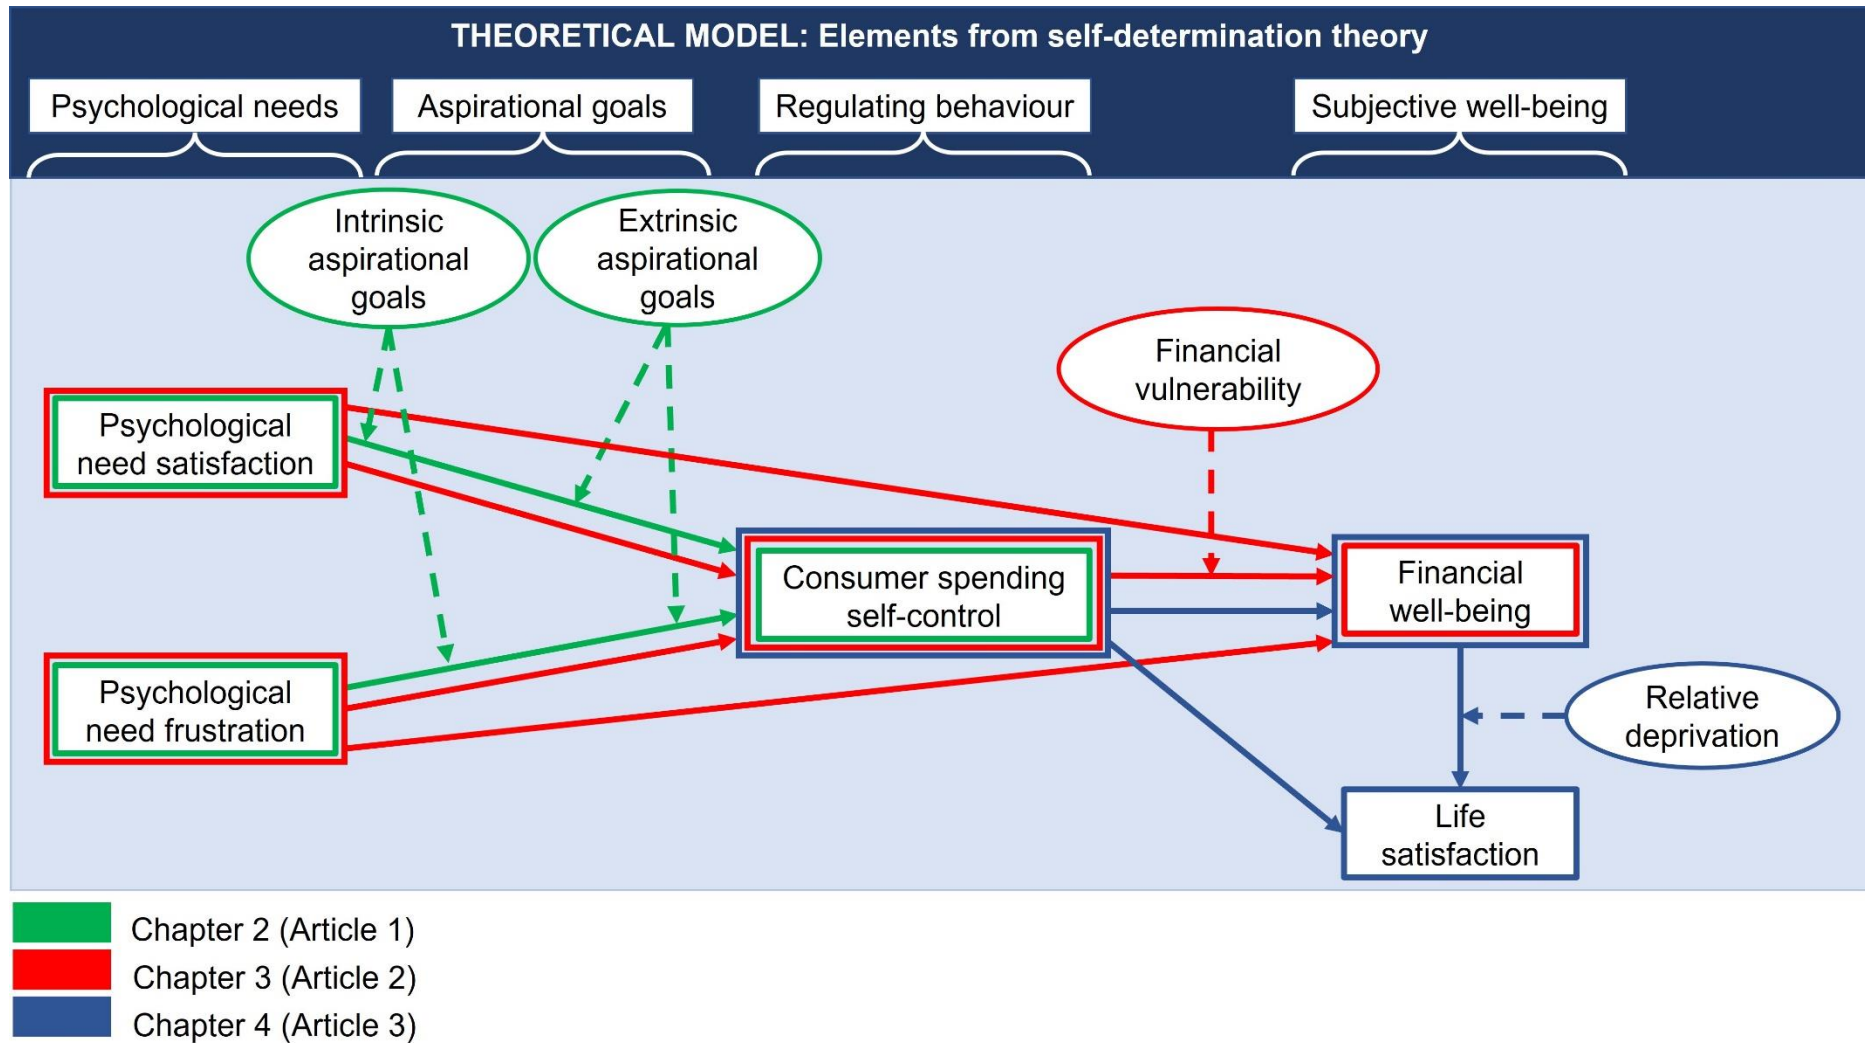 THEORETICAL MODEL: Elements from self-determination theory
Psychological needs
Aspirational goals
Regulating behaviour
Subjective well-being
Intrinsic
aspirational
goals
Extrinsic
aspirational
goals
Financial
vulnerability
Psychological
need satisfaction
Consumer spending
self-control
Financial
well-being
Psychological
need frustration
Relative
deprivation
Life
satisfaction
Chapter 2 (Article 1)
Chapter 3 (Article 2)
Chapter 4 (Article 3)